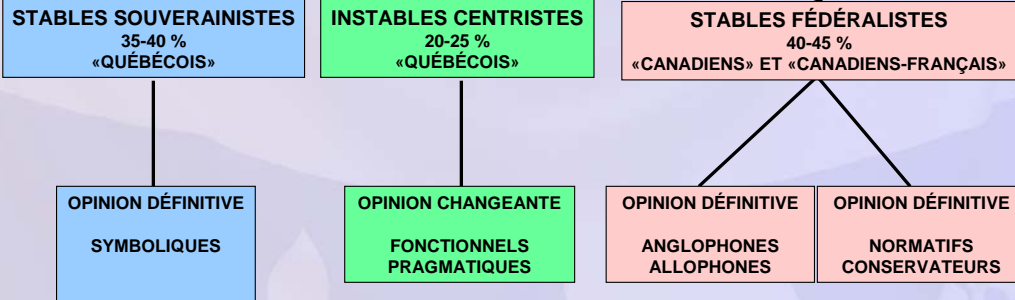 STABLES SOUVERAINISTES
35-40 %
«QUÉBÉCOIS»
INSTABLES CENTRISTES
20-25 %
«QUÉBÉCOIS»
STABLES FÉDÉRALISTES
40-45 %
«CANADIENS» ET «CANADIENS-FRANÇAIS»
OPINION DÉFINITIVE
SYMBOLIQUES
OPINION CHANGEANTE
FONCTIONNELS
PRAGMATIQUES
OPINION DÉFINITIVE
ANGLOPHONES
ALLOPHONES
OPINION DÉFINITIVE
NORMATIFS
CONSERVATEURS